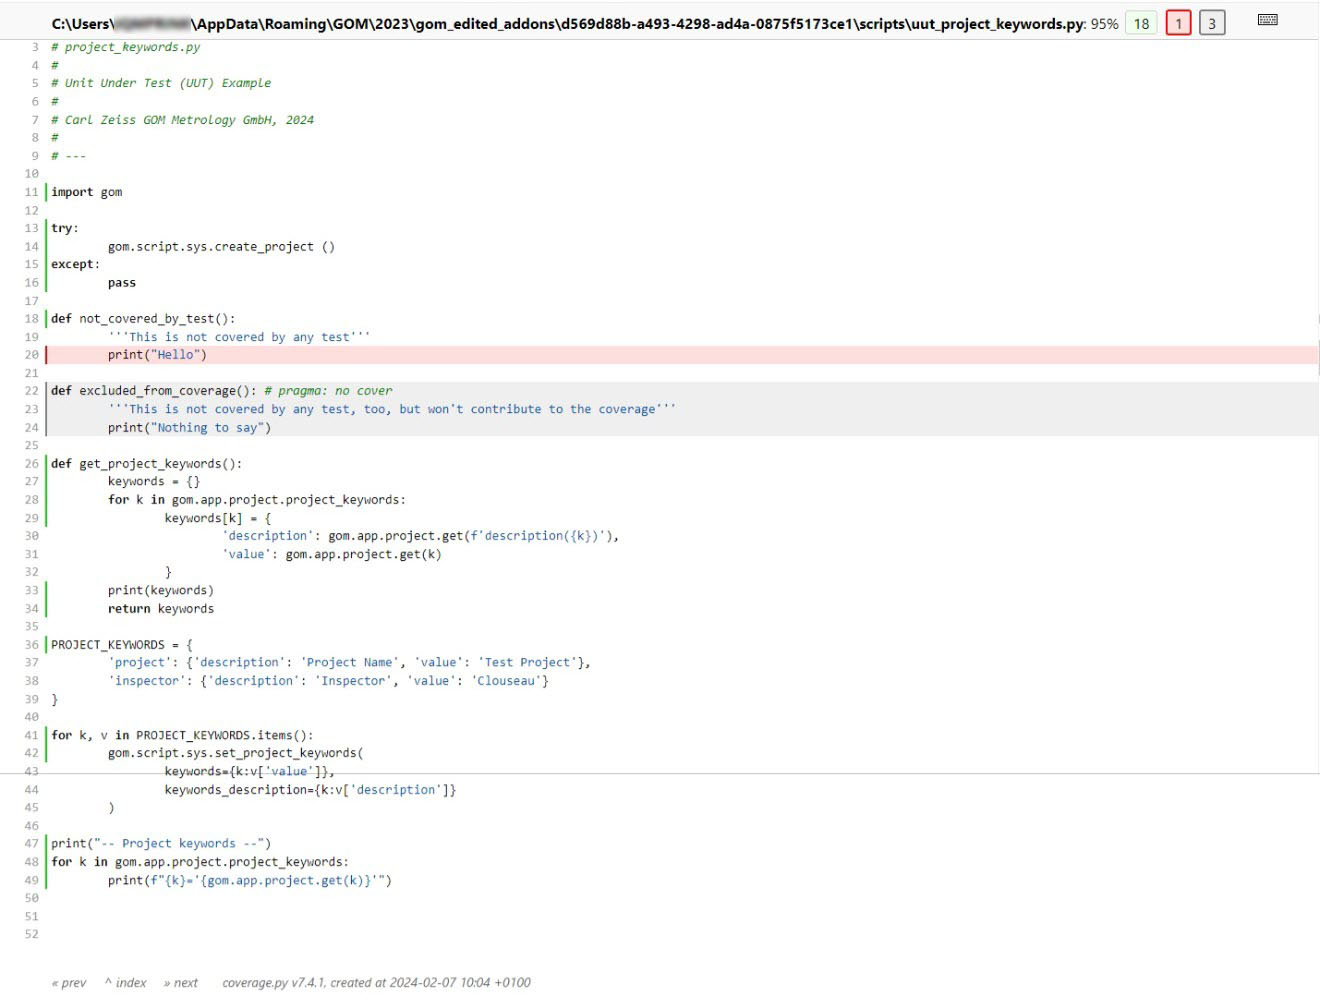 C:\Users\ \AppData\Roaming\GOM\2023\gom_edited_addons\d569d88b-a493-4298-ad4a-0875f5173ce1\scripts\uut_project_keywords.py: 95% 18 1 3
3 # project_keywords.py
4 #
5 # Unit Under Test (UUT) Example
6 #
7 # Carl Zeiss GOM Metrology GmbH, 2024
8 #
9 # ---
10
11 import gom
12
13 try:
14 gom.script.sys.create_project ()
15 except:
16 pass
17
18 def not_covered_by_test():
19 '''This is not covered by any test'''
20 print("Hello")
21
22 def excluded_from_coverage(): # pragma: no cover
23 '''This is not covered by any test, too, but won't contribute to the coverage'''
24 print("Nothing to say")
25
26 def get_project_keywords():
27 keywords = {}
28 for k in gom.app.project.project_keywords:
29 keywords[k] = {
30 'description': gom.app.project.get(f'description({k})'),
31 'value': gom.app.project.get(k)
32 }
33 print(keywords)
34 return keywords
35
36 PROJECT_KEYWORDS = {
37 'project': {'description': 'Project Name', 'value': 'Test Project'},
38 'inspector': {'description': 'Inspector', 'value': 'Clouseau'}
39 }
40
41 for k, v in PROJECT_KEYWORDS.items():
42 gom.script.sys.set_project_keywords(
43 keywords={k:v['value']},
44 keywords_description={k:v['description']}
45 )
46
47 print("-- Project keywords --")
48 for k in gom.app.project.project_keywords:
49 print(f"{k}='{gom.app.project.get(k)}'")
50
51
52
« prev ^ index » next coverage.py v7.4.1, created at 2024-02-07 10:04 +0100